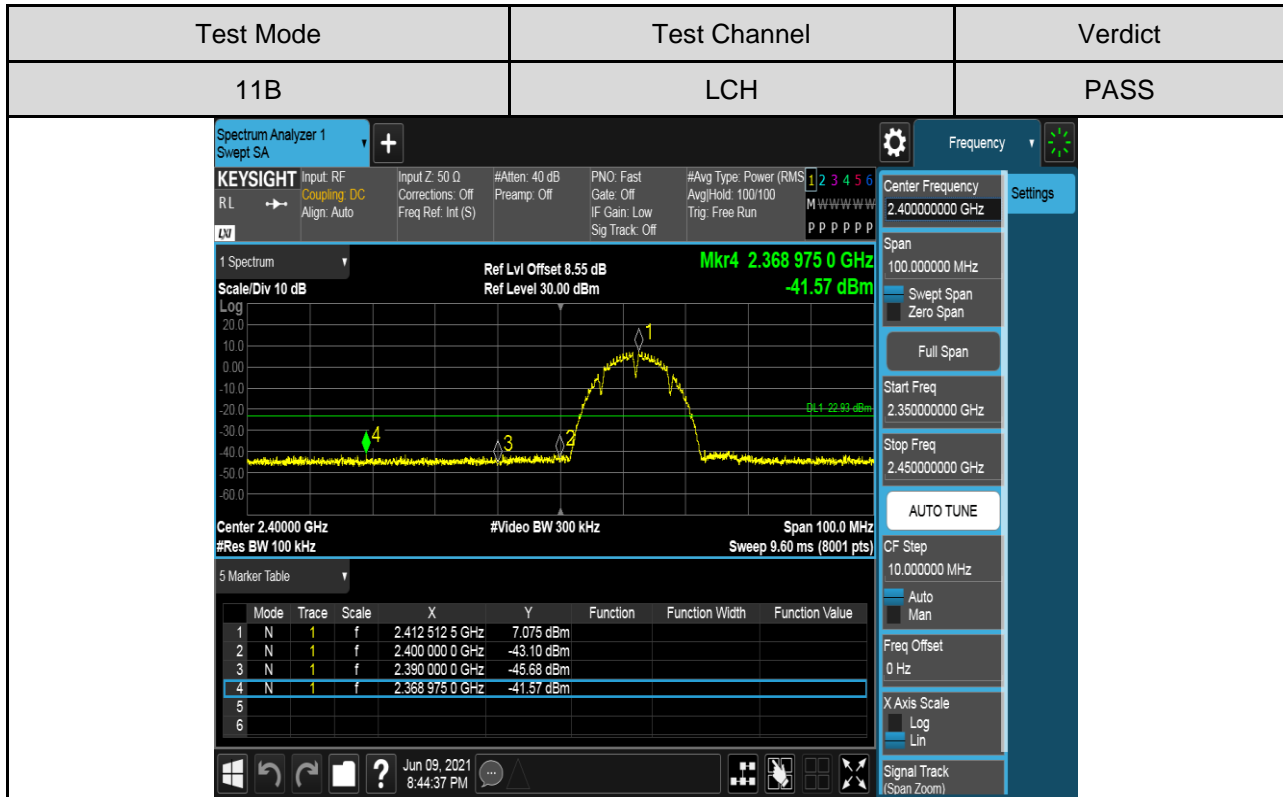 Test Mode Test Channel Verdict
11B LCH PASS
Spectrum Analyzer 1
Swept SA
+
Frequency
KEYSIGHT Input: RF Input Z: 50 Ω #Atten: 40 dB PNO: Fast #Avg Type: Power (RMS 1 2 3 4 5 6
RL Coupling: DC Corrections: Off Preamp: Off Gate: Off Avg|Hold: 100/100 M W W W W W
Align: Auto Freq Ref: Int (S) IF Gain: Low Trig: Free Run
LXI Sig Track: Off P P P P P P
Center Frequency
2.400000000 GHz
Settings
Span
100.000000 MHz
Swept Span
Zero Span
Full Span
Start Freq
2.350000000 GHz
Stop Freq
2.450000000 GHz
AUTO TUNE
CF Step
10.000000 MHz
Auto
Man
Freq Offset
0 Hz
X Axis Scale
Log
Lin
Signal Track
(Span Zoom)
1 Spectrum Ref Lvl Offset 8.55 dB Mkr4 2.368 975 0 GHz
Scale/Div 10 dB Ref Level 30.00 dBm -41.57 dBm
Log
20.0
10.0
0.00
-10.0
-20.0
-30.0
-40.0
-50.0
-60.0
1
DL1 -22.93 dBm
4
3
2
Center 2.40000 GHz #Video BW 300 kHz Span 100.0 MHz
#Res BW 100 kHz Sweep 9.60 ms (8001 pts)
5 Marker Table
Mode Trace Scale X Y Function Function Width Function Value
1 N 1 f 2.412 512 5 GHz 7.075 dBm
2 N 1 f 2.400 000 0 GHz -43.10 dBm
3 N 1 f 2.390 000 0 GHz -45.68 dBm
4 N 1 f 2.368 975 0 GHz -41.57 dBm
5
6
? Jun 09, 2021
8:44:37 PM